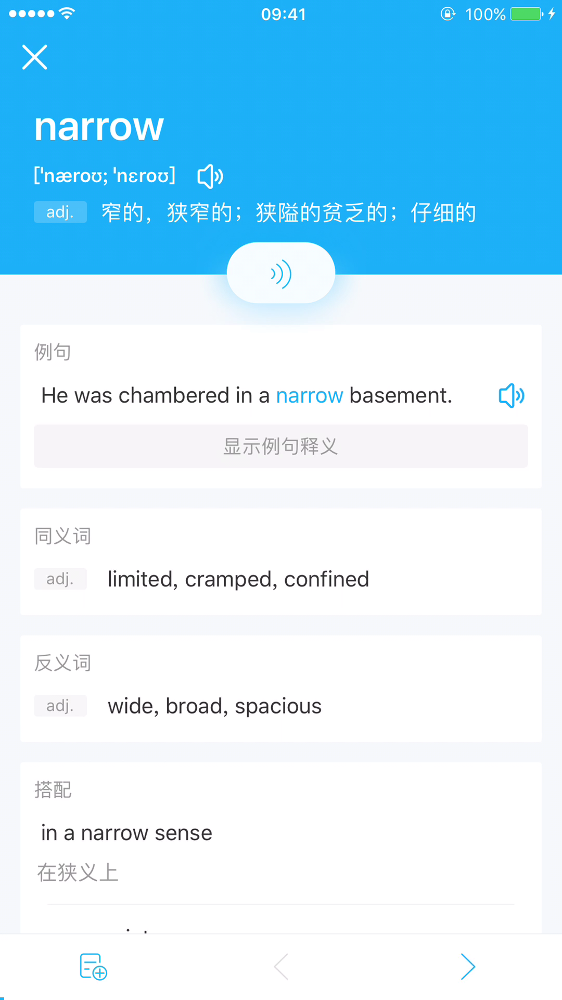 09:41
100%
narrow
['næroʊ; 'nɛroʊ]
adj. 窄的，狭窄的；狭隘的贫乏的；仔细的
例句
He was chambered in a narrow basement.
显示例句释义
同义词
adj. limited, cramped, confined
反义词
adj. wide, broad, spacious
搭配
in a narrow sense
在狭义上